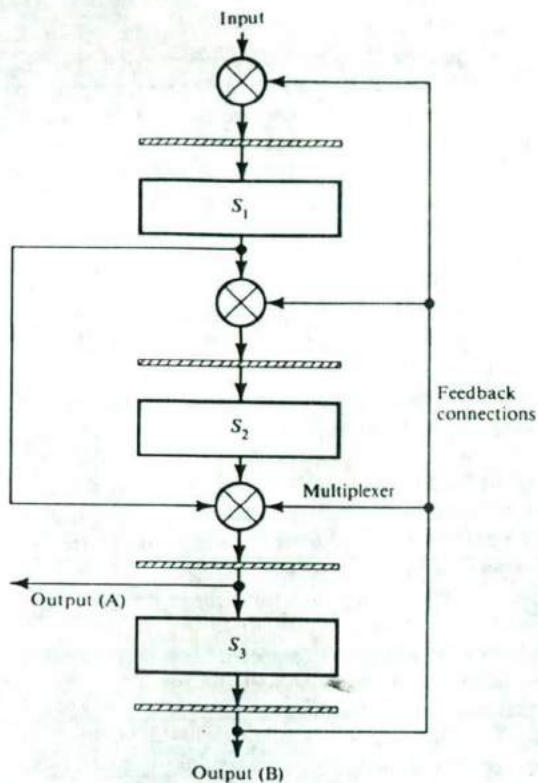 Input
S1
Feedback
connections
S2
Multiplexer
Output (A)
S3
Output (B)